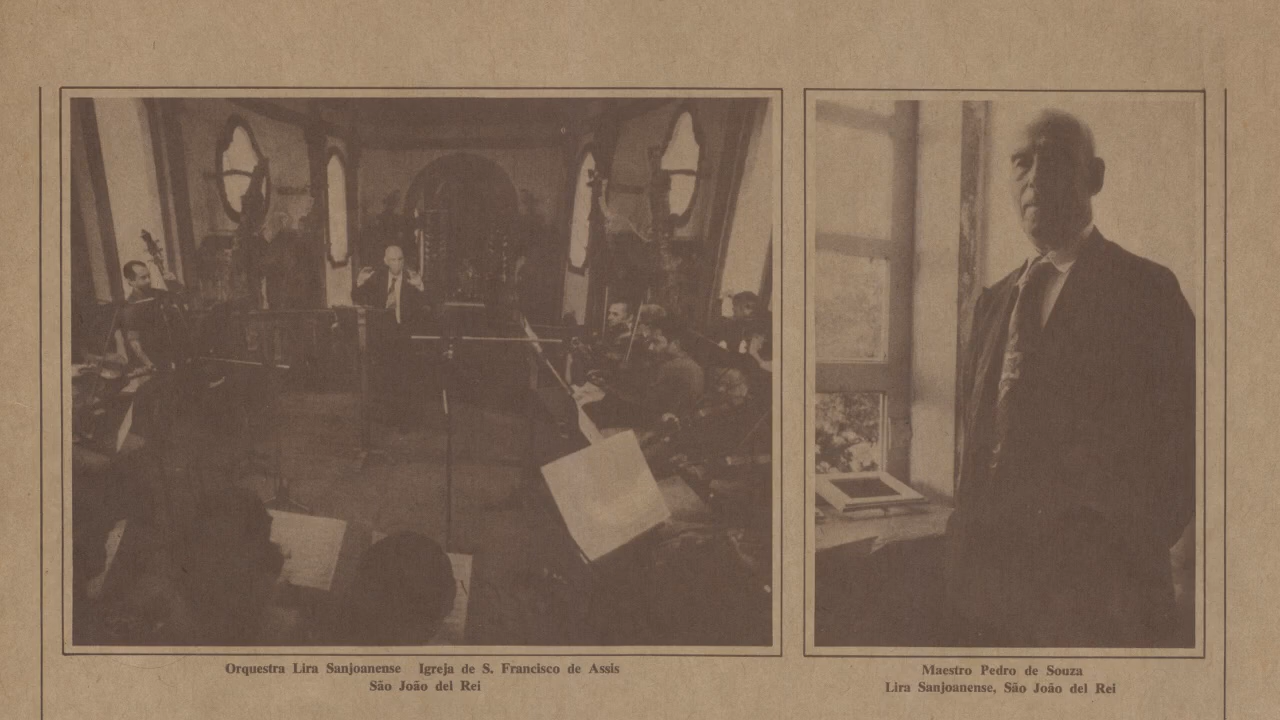 Orquestra Lira Sanjoanense Igreja de S. Francisco de Assis
São João del Rei
Maestro Pedro de Souza
Lira Sanjoanense, São João del Rei